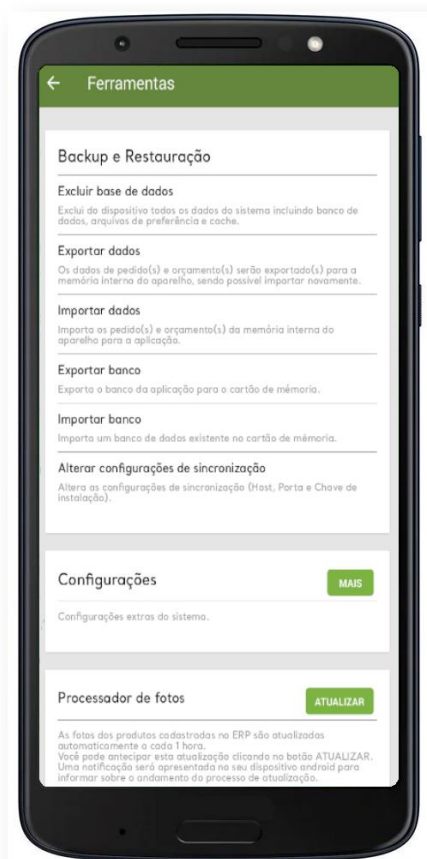 Ferramentas
Backup e Restauração
Excluir base de dados
Exclui do dispositivo todos os dados do sistema incluindo banco de
dados, arquivos de preferência e cache.
Exportar dados
Os dados de pedido(s) e orçamento(s) serão exportado(s) para a
memória interna do aparelho, sendo possível importar novamente.
Importar dados
Importa os pedido(s) e orçamento(s) da memória interna do
aparelho para a aplicação.
Exportar banco
Exporta o banco da aplicação para o cartão de mémoria.
Importar banco
Importa um banco de dados existente no cartão de mémoria.
Alterar configurações de sincronização
Altera as configurações de sincronização (Host, Porta e Chave de
instalação).
Configurações
MAIS
Configurações extras do sistema.
Processador de fotos
ATUALIZAR
As fotos dos produtos cadastradas no ERP são atualizadas
automaticamente a cada 1 hora.
Você pode antecipar esta atualização clicando no botão ATUALIZAR.
Uma notificação será apresentada no seu dispositivo android para
informar sobre o andamento do processo de atualização.